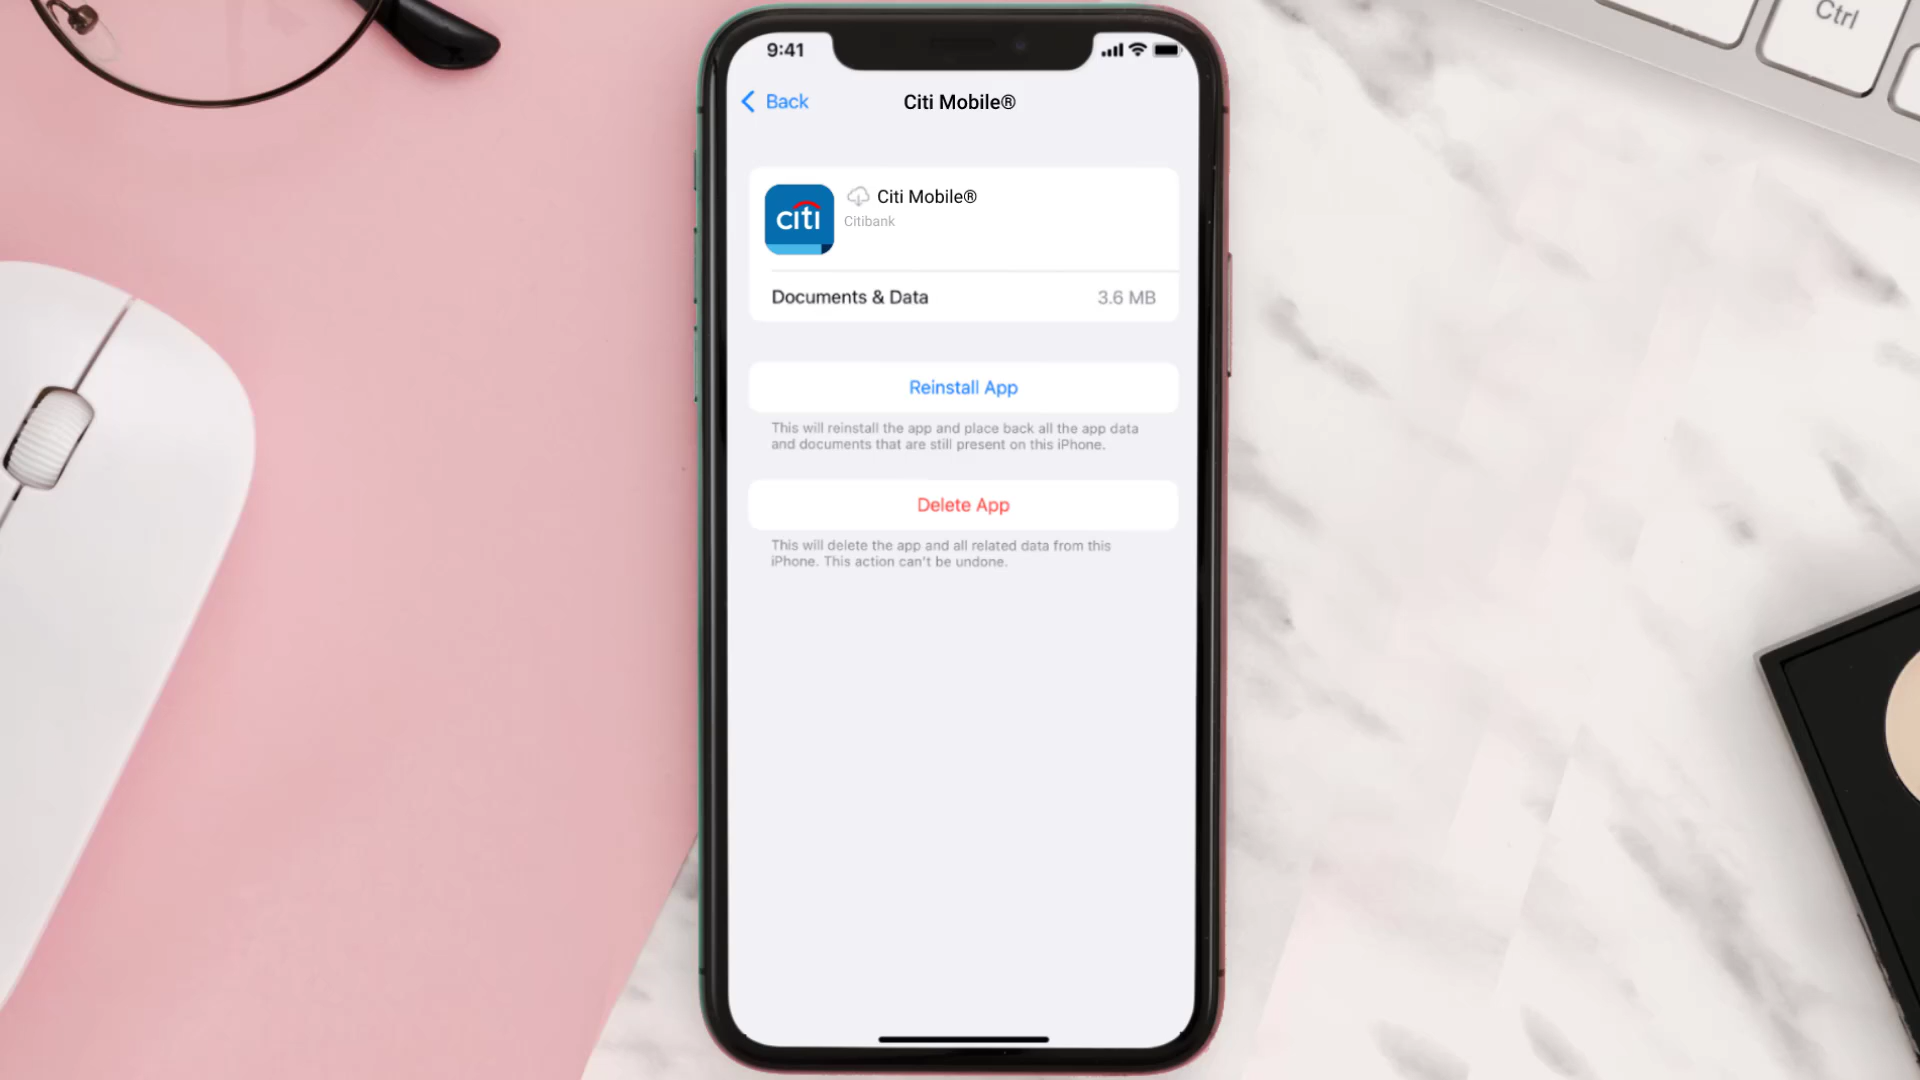 Ctrl
9:41
Back
Citi Mobile®
citi
Citi Mobile®
Citibank
Documents & Data
3.6 MB
Reinstall App
This will reinstall the app and place back all the app data
and documents that are still present on this iPhone.
Delete App
This will delete the app and all related data from this
iPhone. This action can't be undone.